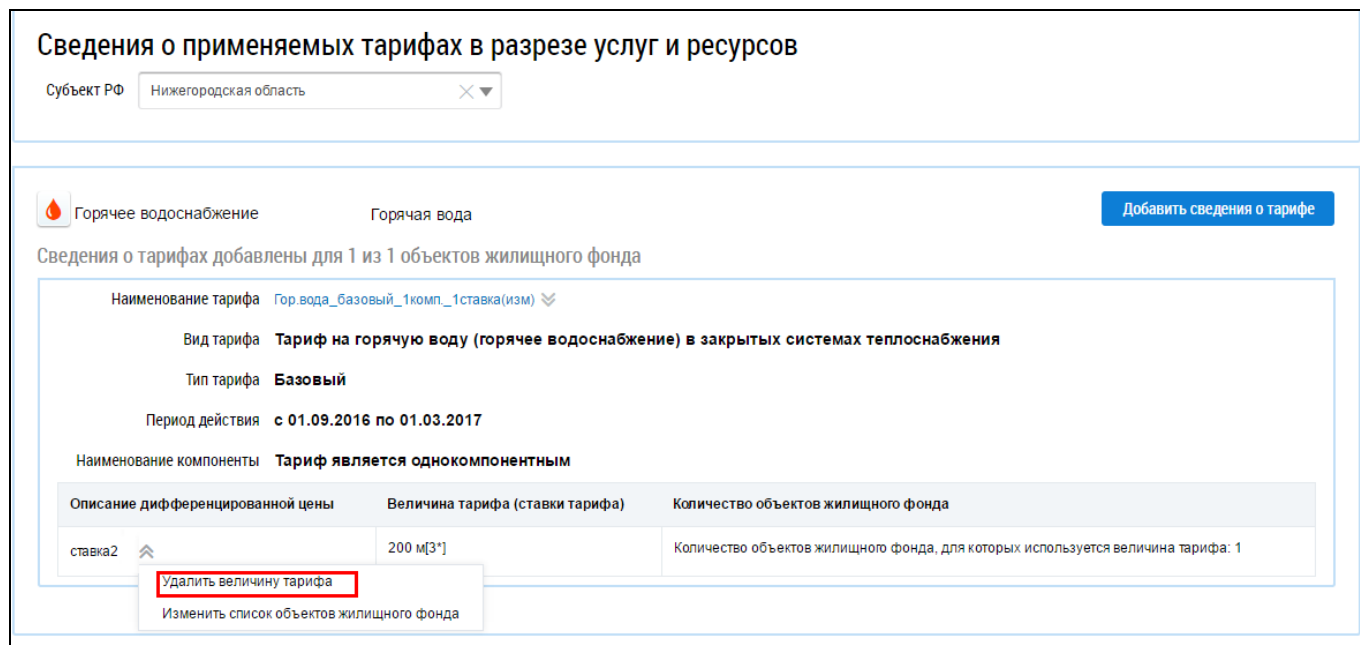 Сведения о применяемых тарифах в разрезе услуг и ресурсов
Субъект РФ Нижегородская область
Горячее водоснабжение Горячая вода Добавить сведения о тарифе
Сведения о тарифах добавлены для 1 из 1 объектов жилищного фонда
Наименование тарифа Гор.вода_базовый_1комп._1ставка(изм)
Вид тарифа Тариф на горячую воду (горячее водоснабжение) в закрытых системах теплоснабжения
Тип тарифа Базовый
Период действия с 01.09.2016 по 01.03.2017
Наименование компоненты Тариф является однокомпонентным
Описание дифференцированной цены Величина тарифа (ставки тарифа) Количество объектов жилищного фонда
ставка2 200 м[3*] Количество объектов жилищного фонда, для которых используется величина тарифа: 1
Удалить величину тарифа
Изменить список объектов жилищного фонда